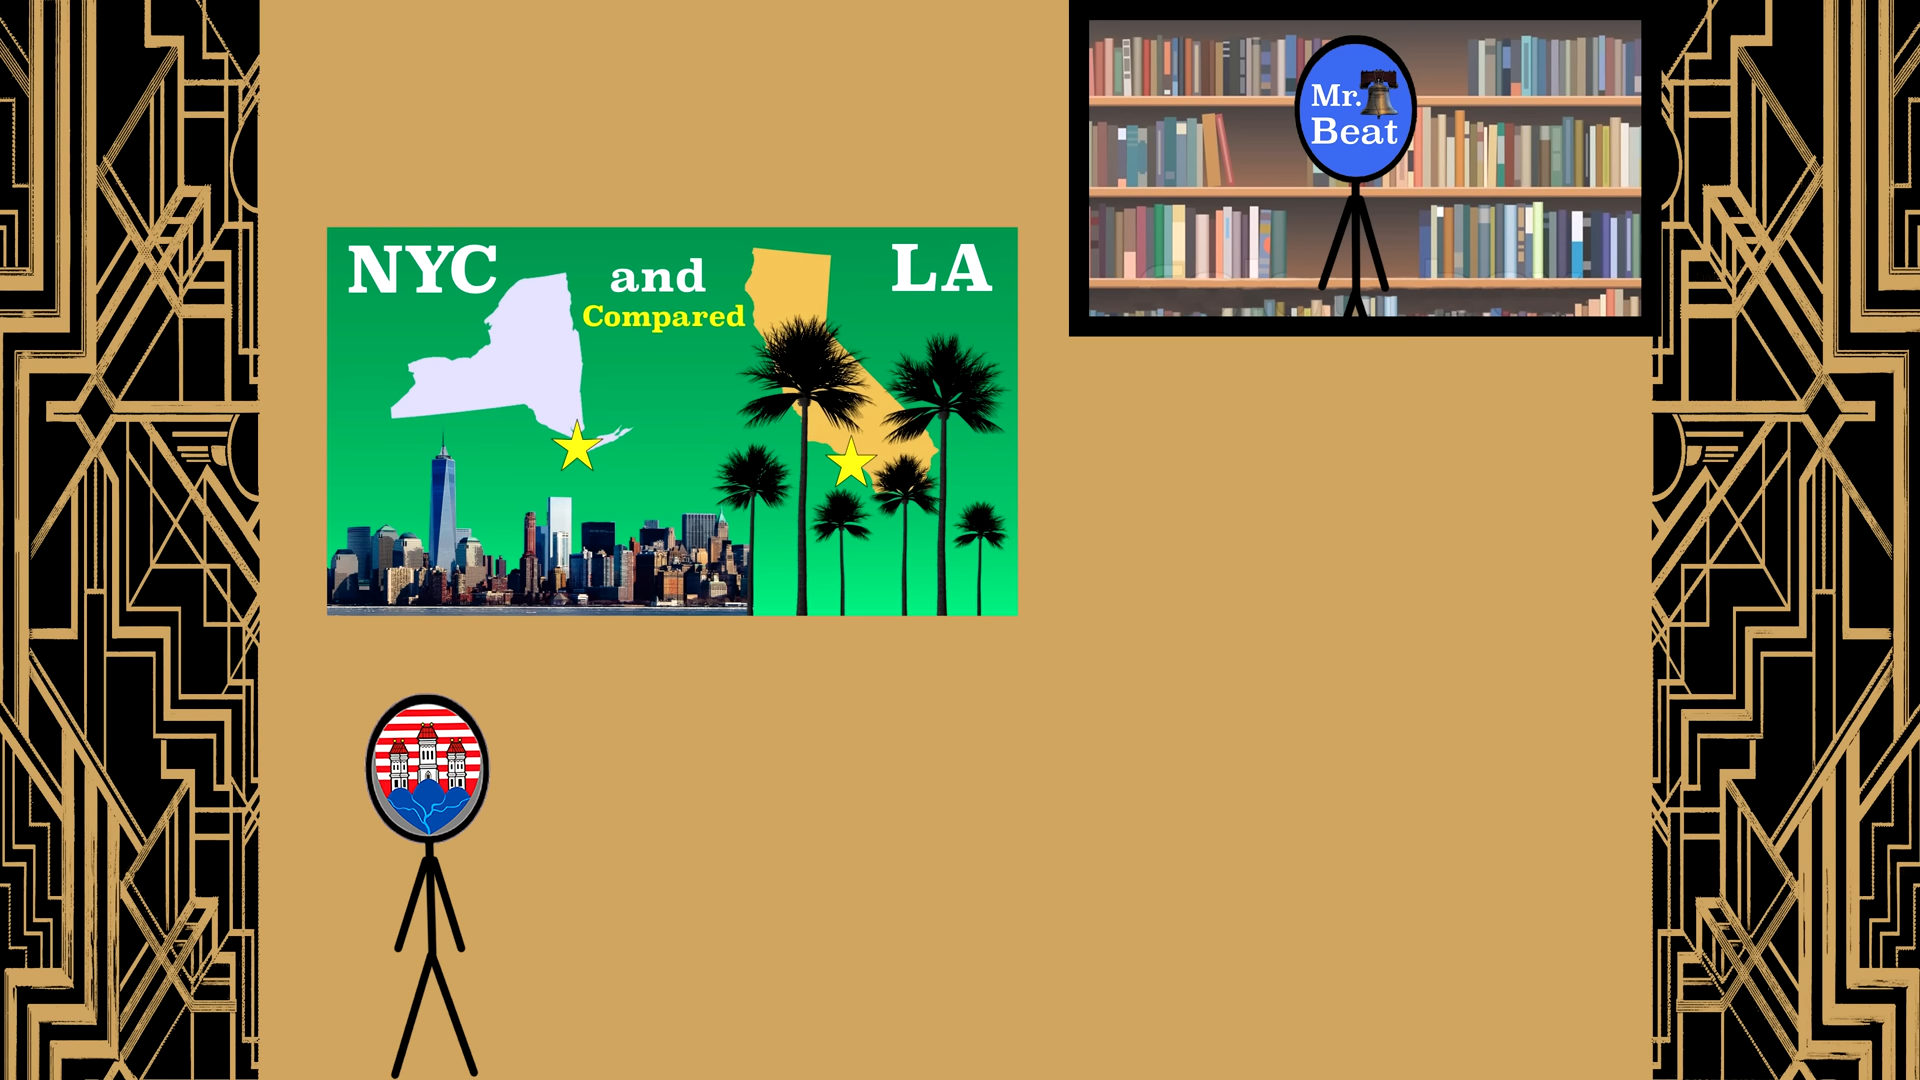 NYC
and
LA
Compared
Mr.
Beat